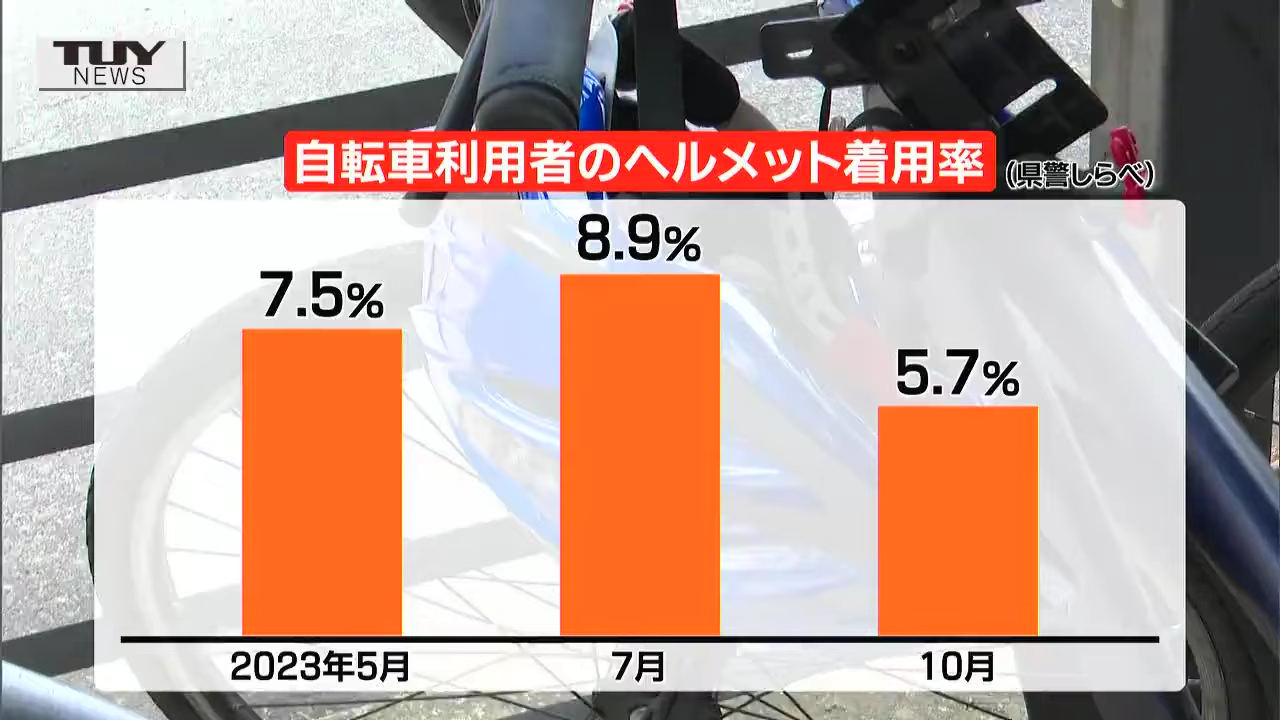 TUY
NEWS
自転車利用者のヘルメット着用率
(県警しらべ)
7.5%
8.9%
5.7%
2023年5月
7月
10月